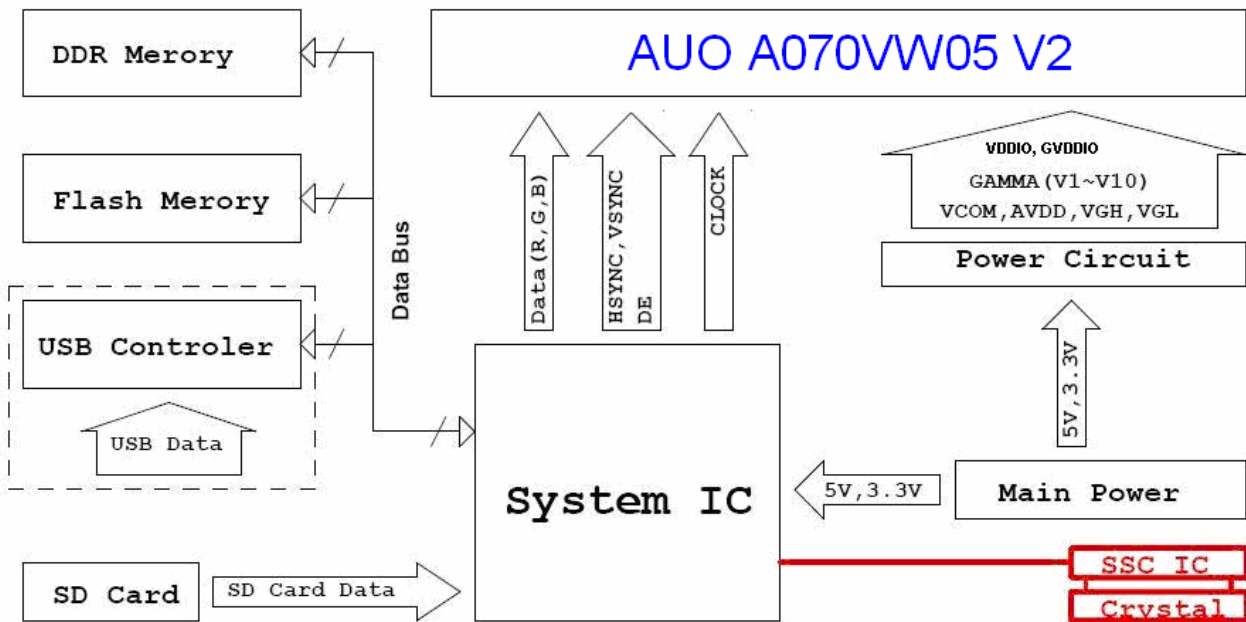 DDR Merory
AUO A070VW05 V2
Flash Merory
Data Bus
Data(R,G,B)
HSYNC,VSYNC
DE
CLOCK
VDDIO, GVDDIO
GAMMA(V1~V10)
VCOM,AVDD,VGH,VGL
Power Circuit
USB Controler
USB Data
5V,3.3V
System IC
5V,3.3V
Main Power
SSC IC
Crystal
SD Card
SD Card Data